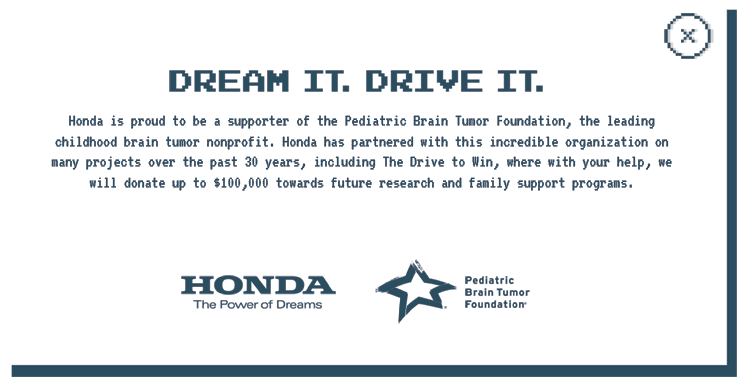 DREAM IT. DRIVE IT.
Honda is proud to be a supporter of the Pediatric Brain Tumor Foundation, the leading
childhood brain tumor nonprofit. Honda has partnered with this incredible organization on
many projects over the past 30 years, including The Drive to Win, where with your help, we
will donate up to $100,000 towards future research and family support programs.
HONDA
The Power of Dreams
Pediatric
Brain Tumor
Foundation